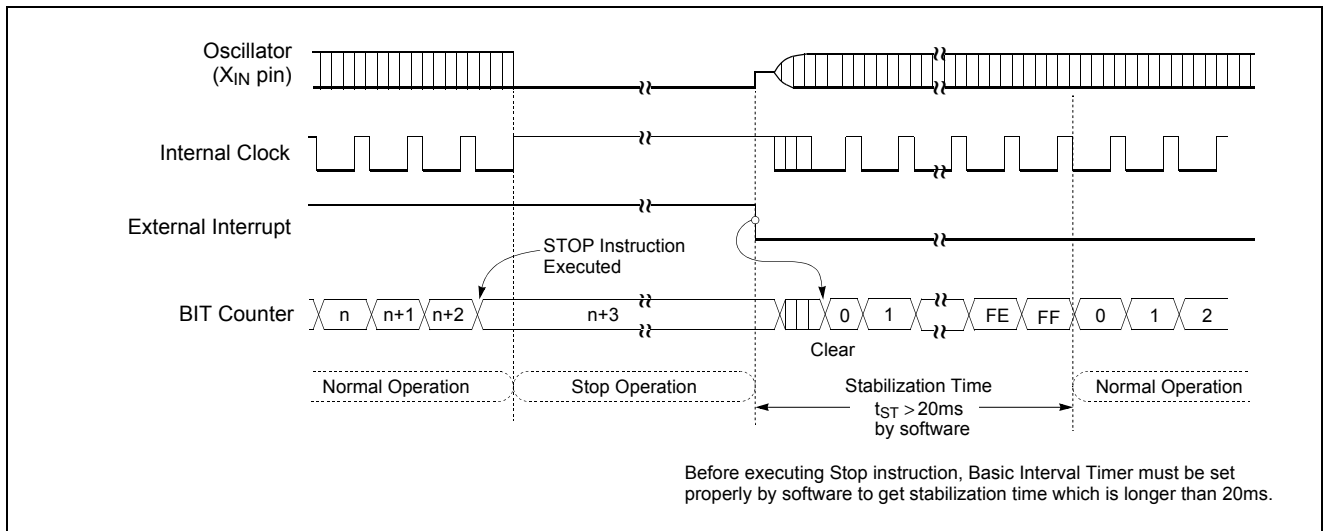 Oscillator
(XIN pin)
Internal Clock
External Interrupt
STOP Instruction
Executed
BIT Counter
n n+1 n+2 n+3 0 1 FE FF 0 1 2
Clear
Normal Operation Stop Operation Stabilization Time Normal Operation
tST > 20ms
by software
Before executing Stop instruction, Basic Interval Timer must be set
properly by software to get stabilization time which is longer than 20ms.